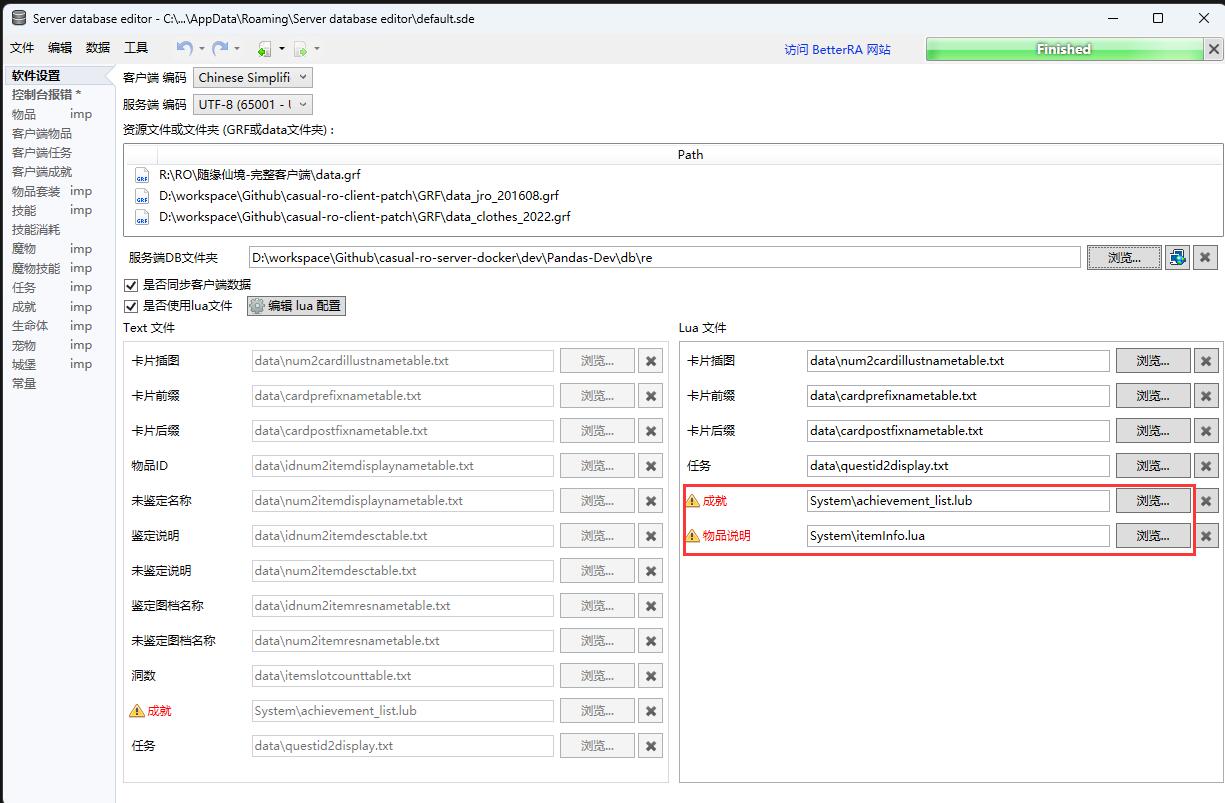 Server database editor - C:\...\AppData\Roaming\Server database editor\default.sde
文件 编辑 数据 工具 访问 BetterRA 网站 Finished
软件设置
控制台报错 *
物品 imp
客户端物品
客户端任务
客户端成就
物品套装 imp
技能 imp
技能消耗
魔物 imp
魔物技能 imp
任务 imp
成就 imp
生命体 imp
宠物 imp
城堡 imp
常量
客户端 编码 Chinese Simplifi
服务端 编码 UTF-8 (65001 - U
资源文件或文件夹 (GRF或data文件夹) :
Path
GRF R:\RO\随缘仙境-完整客户端\data.grf
GRF D:\workspace\Github\casual-ro-client-patch\GRF\data_jro_201608.grf
GRF D:\workspace\Github\casual-ro-client-patch\GRF\data_clothes_2022.grf
服务端DB文件夹 D:\workspace\Github\casual-ro-server-docker\dev\Pandas-Dev\db\re 浏览...
是否同步客户端数据
是否使用lua文件 编辑 lua 配置
Text 文件
卡片插图 data\num2cardillustnametable.txt 浏览...
卡片前缀 data\cardprefixnametable.txt 浏览...
卡片后缀 data\cardpostfixnametable.txt 浏览...
物品ID data\idnum2itemdisplaynametable.txt 浏览...
未鉴定名称 data\num2itemdisplaynametable.txt 浏览...
鉴定说明 data\idnum2itemdesctable.txt 浏览...
未鉴定说明 data\num2itemdesctable.txt 浏览...
鉴定图档名称 data\idnum2itemresnametable.txt 浏览...
未鉴定图档名称 data\num2itemresnametable.txt 浏览...
洞数 data\itemslotcounttable.txt 浏览...
成就 System\achievement_list.lub 浏览...
任务 data\questid2display.txt 浏览...
Lua 文件
卡片插图 data\num2cardillustnametable.txt 浏览...
卡片前缀 data\cardprefixnametable.txt 浏览...
卡片后缀 data\cardpostfixnametable.txt 浏览...
任务 data\questid2display.txt 浏览...
成就 System\achievement_list.lub 浏览...
物品说明 System\itemInfo.lua 浏览...